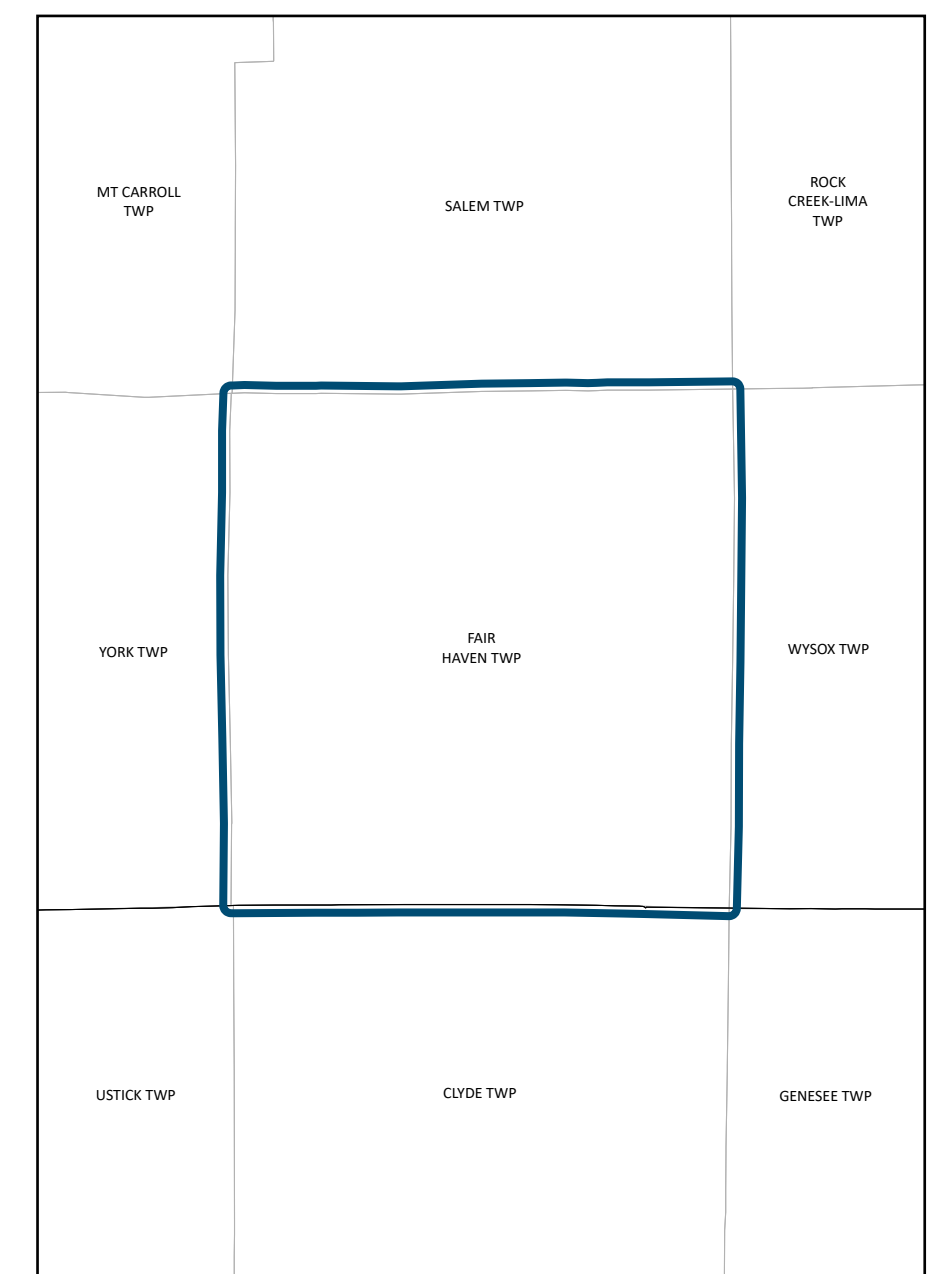 MT CARROLL
TWP
SALEM TWP
ROCK
CREEK-LIMA
TWP
YORK TWP
FAIR
HAVEN TWP
WYSOX TWP
USTICK TWP
CLYDE TWP
GENESEE TWP